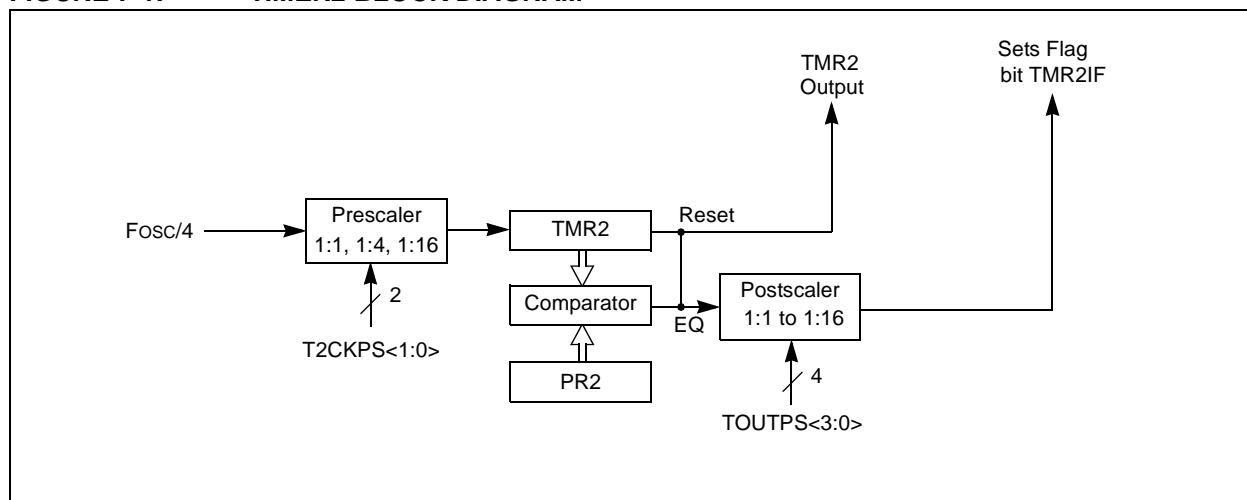 TMR2
Output
Sets Flag
bit TMR2IF
FOSC/4
Prescaler
1:1, 1:4, 1:16
TMR2
Reset
2
Comparator
EQ
Postscaler
1:1 to 1:16
T2CKPS<1:0>
PR2
4
TOUTPS<3:0>